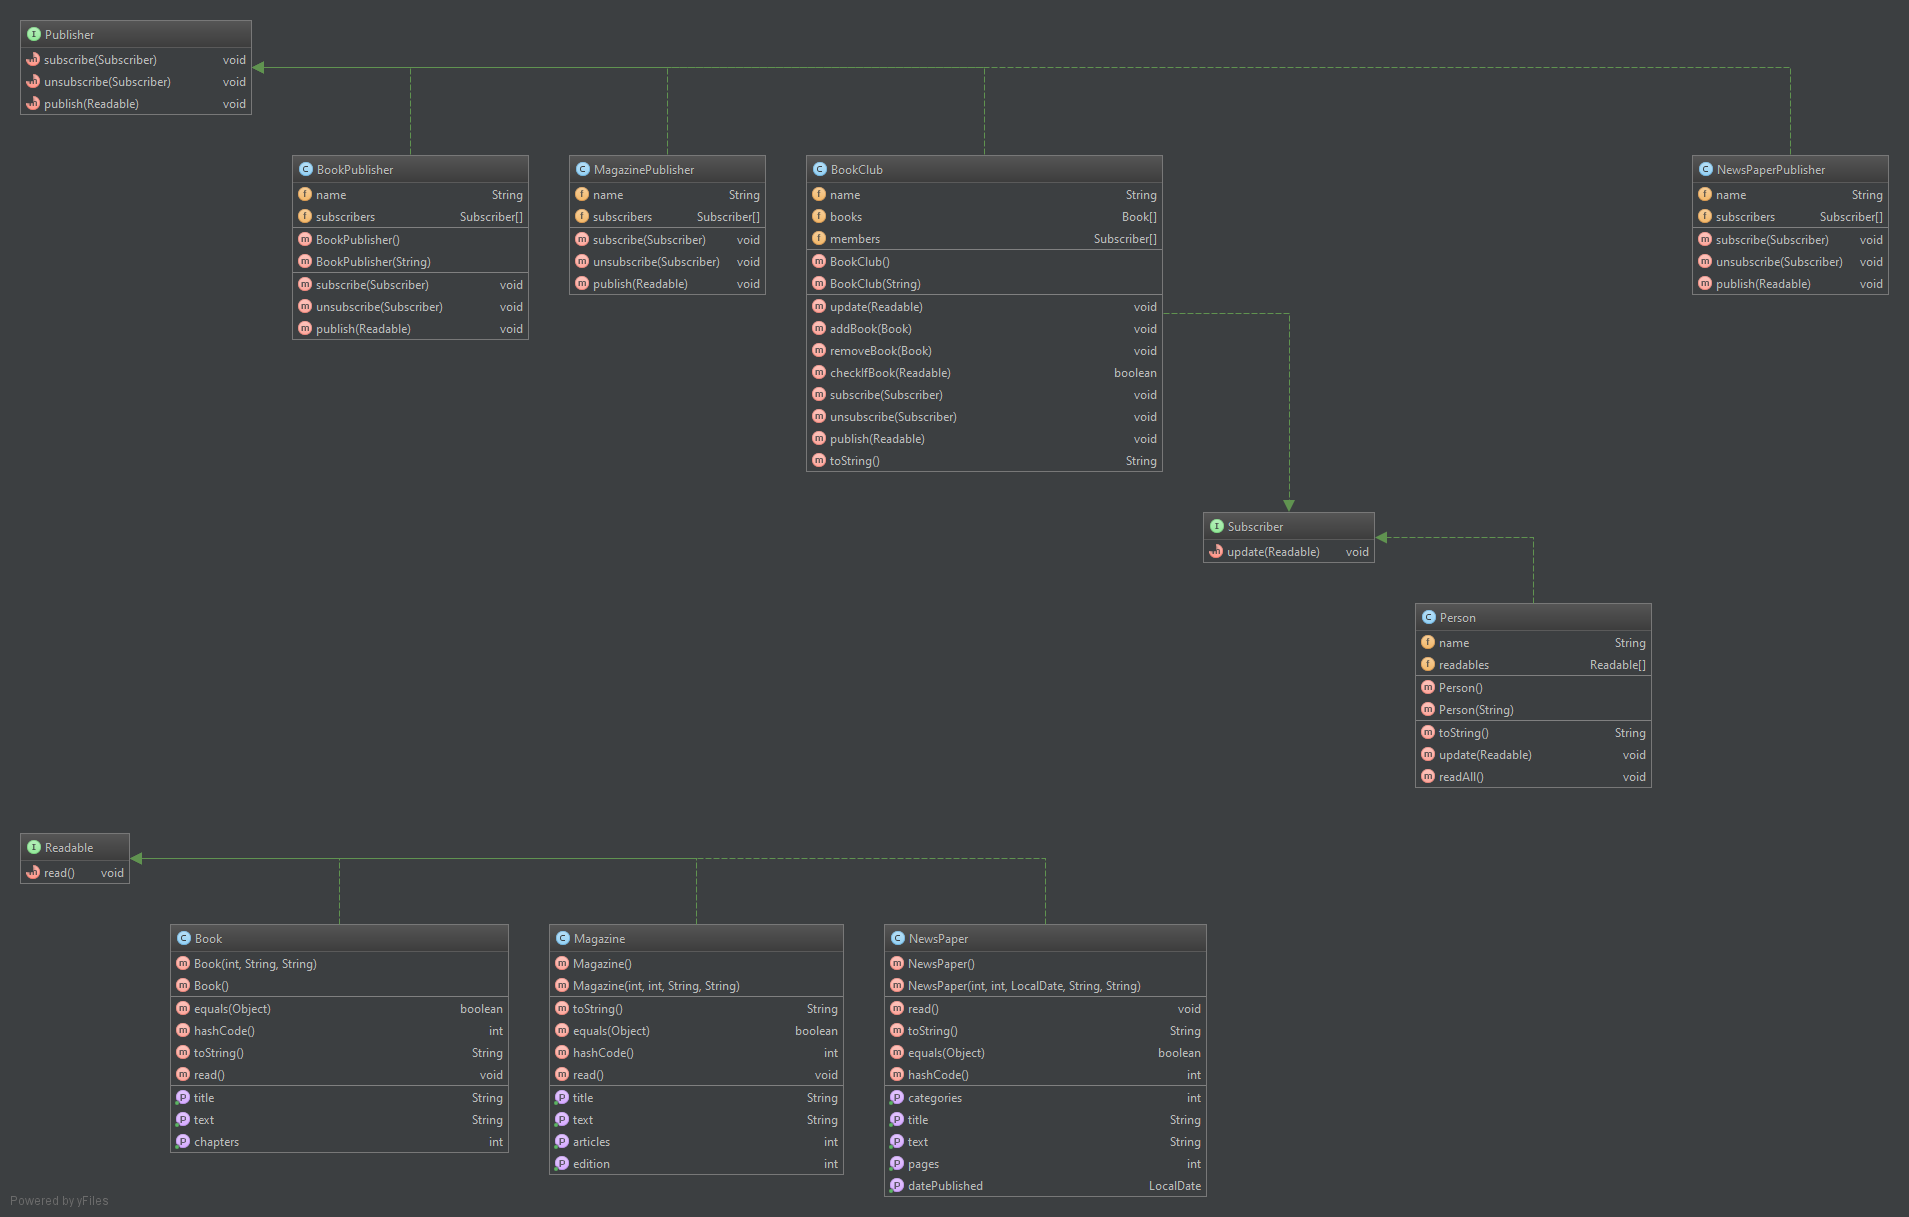 Publisher
subscribe(Subscriber) void
unsubscribe(Subscriber) void
publish(Readable) void
BookPublisher
name String
subscribers Subscriber[]
BookPublisher()
BookPublisher(String)
subscribe(Subscriber) void
unsubscribe(Subscriber) void
publish(Readable) void
MagazinePublisher
name String
subscribers Subscriber[]
subscribe(Subscriber) void
unsubscribe(Subscriber) void
publish(Readable) void
BookClub
name String
books Book[]
members Subscriber[]
BookClub()
BookClub(String)
update(Readable) void
addBook(Book) void
removeBook(Book) void
checkIfBook(Readable) boolean
subscribe(Subscriber) void
unsubscribe(Subscriber) void
publish(Readable) void
toString() String
NewsPaperPublisher
name String
subscribers Subscriber[]
subscribe(Subscriber) void
unsubscribe(Subscriber) void
publish(Readable) void
Subscriber
update(Readable) void
Person
name String
readables Readable[]
Person()
Person(String)
toString() String
update(Readable) void
readAll() void
Readable
read() void
Book
Book(int, String, String)
Book()
equals(Object) boolean
hashCode() int
toString() String
read() void
title String
text String
chapters int
Magazine
Magazine()
Magazine(int, int, String, String)
toString() String
equals(Object) boolean
hashCode() int
read() void
title String
text String
articles int
edition int
NewsPaper
NewsPaper()
NewsPaper(int, int, LocalDate, String, String)
read() void
toString() String
equals(Object) boolean
hashCode() int
categories int
title String
text String
pages int
datePublished LocalDate
Powered by yFiles